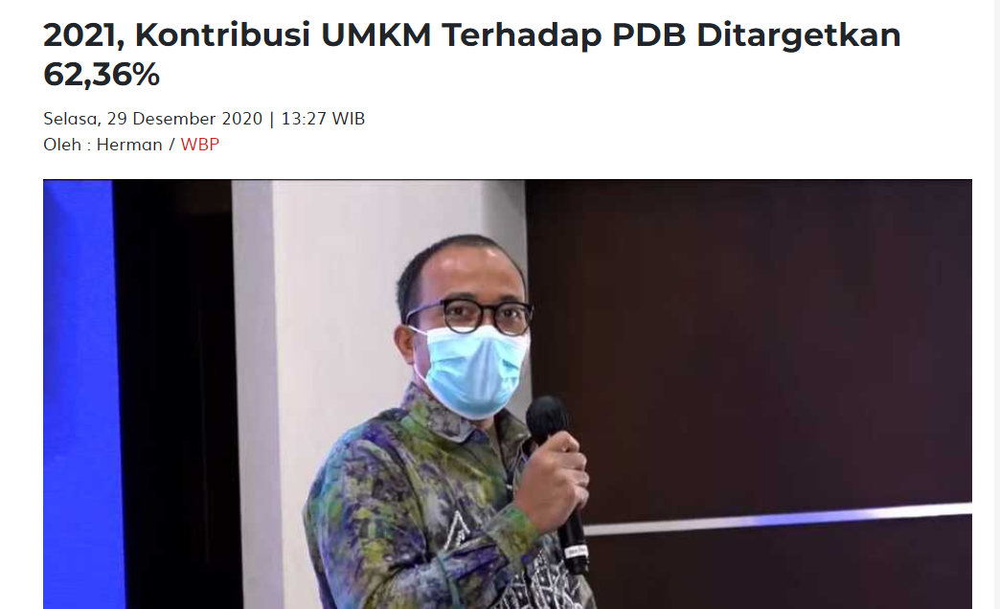 2021, Kontribusi UMKM Terhadap PDB Ditargetkan
62,36%
Selasa, 29 Desember 2020 | 13:27 WIB
Oleh : Herman / WBP